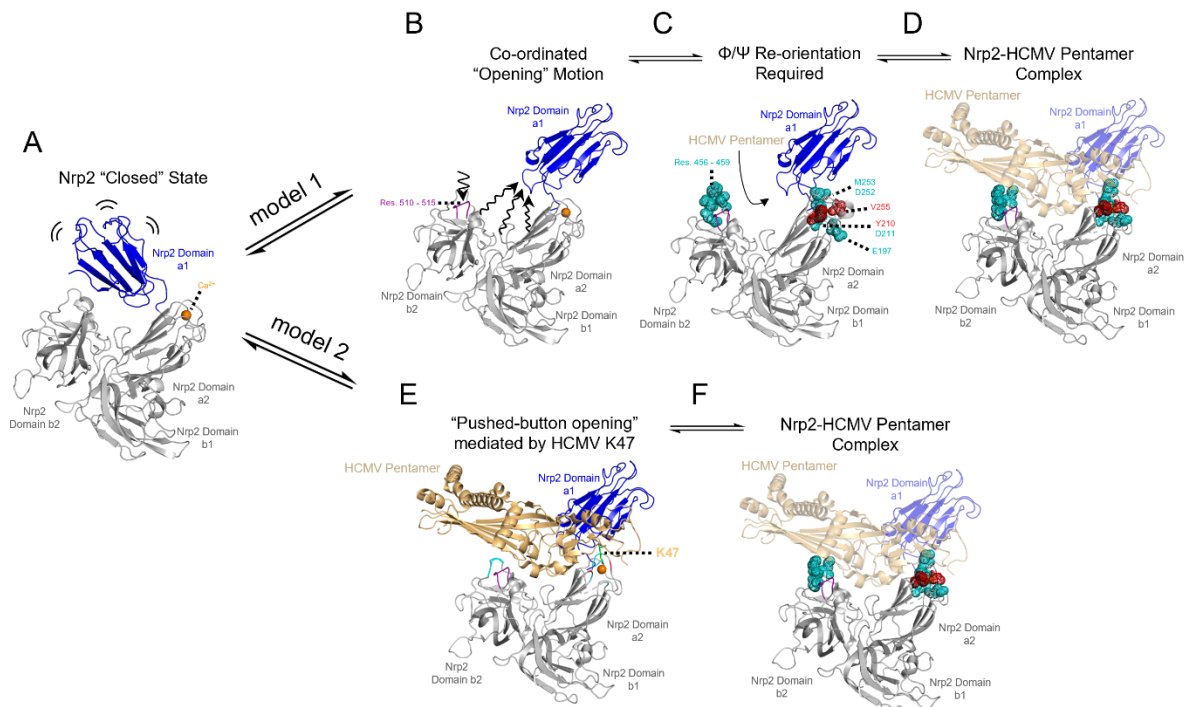 A
Nrp2 “Closed” State
Nrp2 Domain
a1
Ca²⁺
Nrp2
Domain b2
Nrp2 Domain
a2
Nrp2 Domain
b1
model 1
model 2
B
Co-ordinated
“Opening” Motion
Nrp2 Domain
a1
Res. 510 - 515
Nrp2 Domain
b2
Nrp2 Domain
a2
Nrp2 Domain
b1
C
Φ/Ψ Re-orientation
Required
Nrp2 Domain
a1
HCMV Pentamer
Res. 456 - 459
M253
D252
V255
Y210
D211
E197
Nrp2
Domain b2
Nrp2 Domain
a2
Nrp2 Domain
b1
D
Nrp2-HCMV Pentamer
Complex
HCMV Pentamer
Nrp2 Domain
a1
Nrp2
Domain b2
Nrp2 Domain
a2
Nrp2 Domain
b1
E
“Pushed-button opening”
mediated by HCMV K47
HCMV Pentamer
Nrp2 Domain
a1
K47
Nrp2
Domain b2
Nrp2 Domain
a2
Nrp2 Domain
b1
F
Nrp2-HCMV Pentamer
Complex
HCMV Pentamer
Nrp2 Domain
a1
Nrp2
Domain b2
Nrp2 Domain
a2
Nrp2 Domain
b1